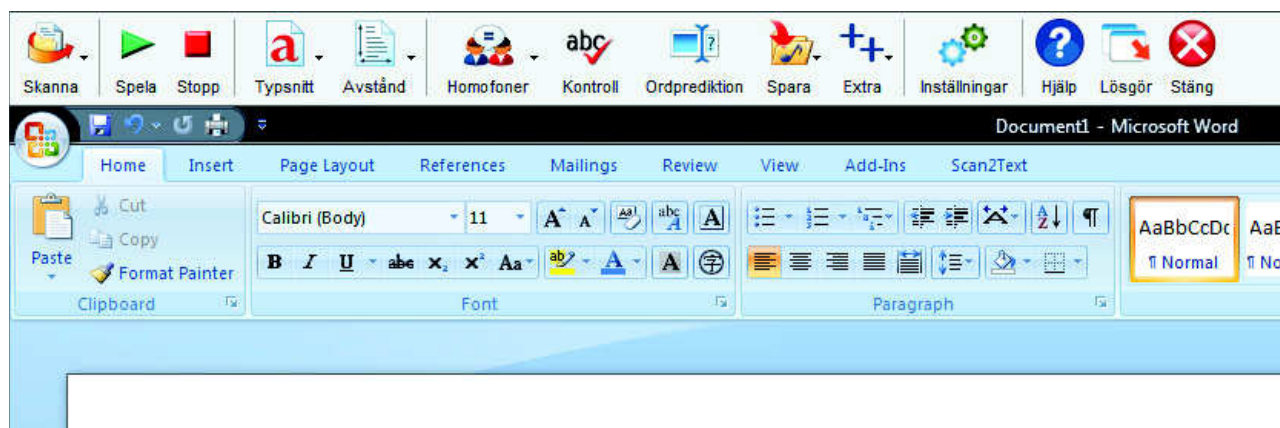 Skanna Spela Stopp Typsnitt Avstånd Homofoner Kontroll Ordprediktion Spara Extra Inställningar Hjälp Lösgör Stäng
Document1 - Microsoft Word
Home Insert Page Layout References Mailings Review View Add-Ins Scan2Text
Cut
Copy
Format Painter
Paste
Clipboard
Calibri (Body) 11
Font
Paragraph
AaBbCcDc AaB
¶ Normal ¶ No